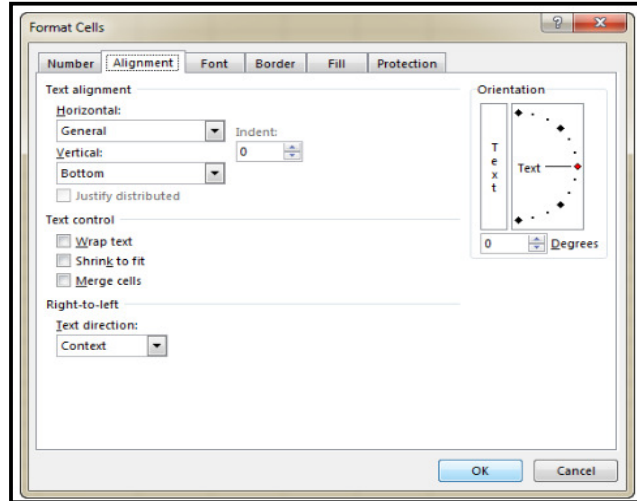 Format Cells
Number Alignment Font Border Fill Protection
Text alignment
Horizontal:
General
Indent:
Vertical:
0
Bottom
Justify distributed
Text control
Wrap text
Shrink to fit
Merge cells
Right-to-left
Text direction:
Context
Orientation
Text
Text
0 Degrees
OK Cancel